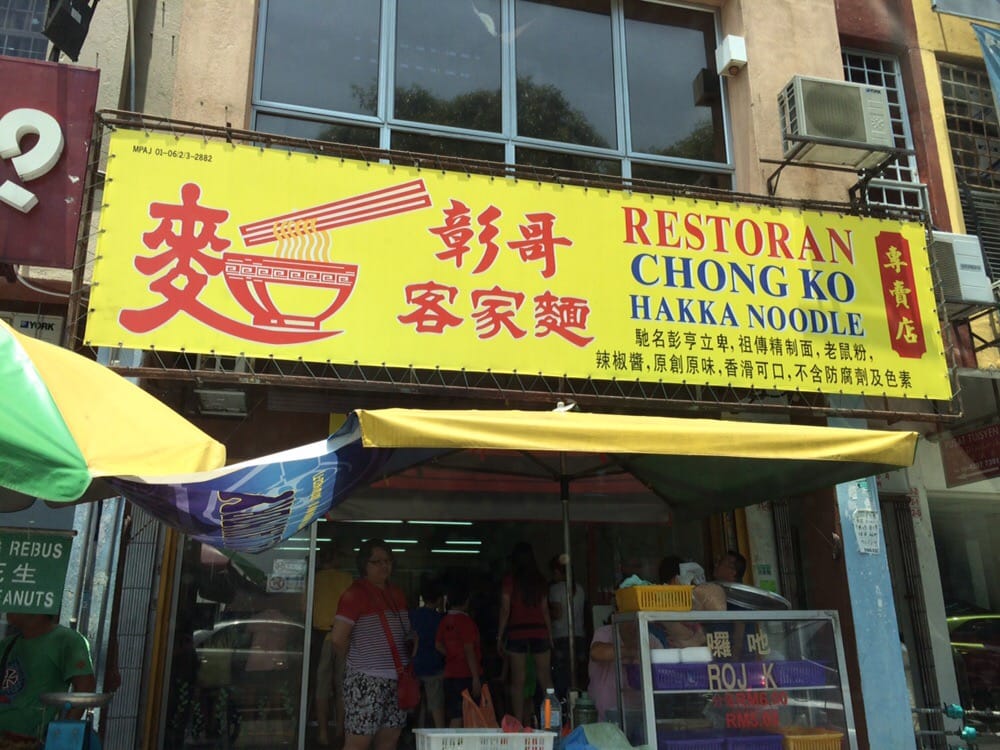 MPAJ 01-06/2/3-2882
麥
彰哥
客家麵
RESTORAN
CHONG KO
HAKKA NOODLE
專賣店
馳名彭亨立卑,祖傳精制面,老鼠粉,
辣椒醬,原創原味,香滑可口,不含防腐劑及色素
YORK
REBUS
花生
囉吔
ROJ K